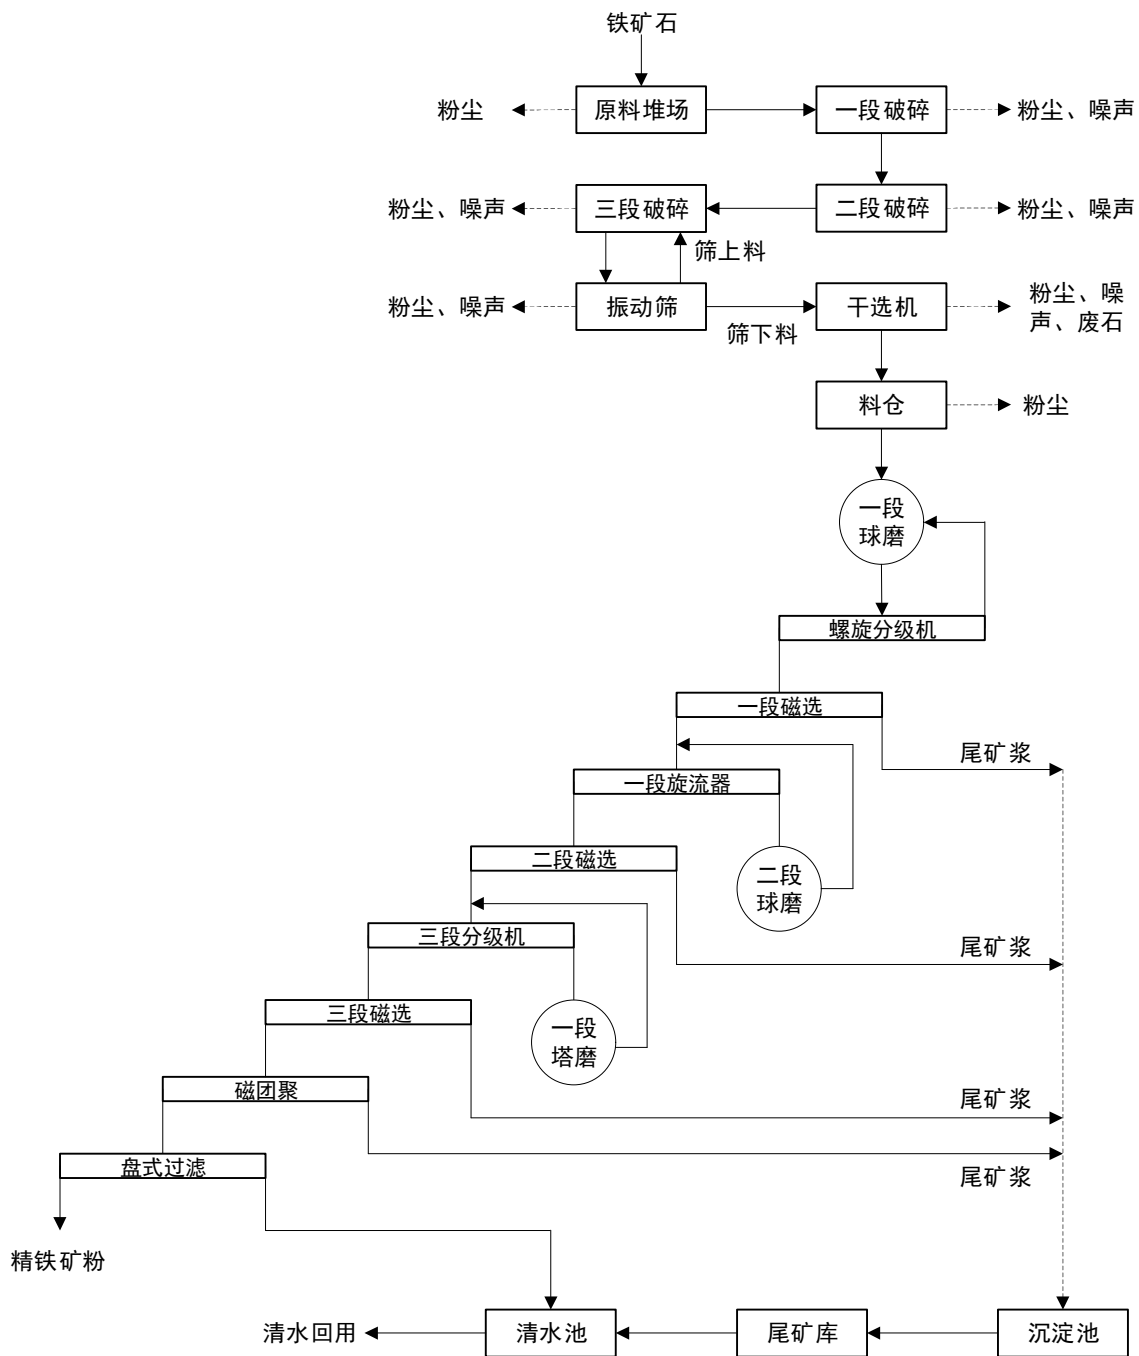 铁矿石
粉尘
原料堆场
一段破碎
粉尘、噪声
粉尘、噪声
三段破碎
二段破碎
粉尘、噪声
筛上料
粉尘、噪声
振动筛
筛下料
干选机
粉尘、噪
声、废石
料仓
粉尘
一段
球磨
螺旋分级机
一段磁选
尾矿浆
一段旋流器
二段磁选
二段
球磨
三段分级机
尾矿浆
三段磁选
一段
塔磨
磁团聚
尾矿浆
盘式过滤
尾矿浆
精铁矿粉
清水回用
清水池
尾矿库
沉淀池